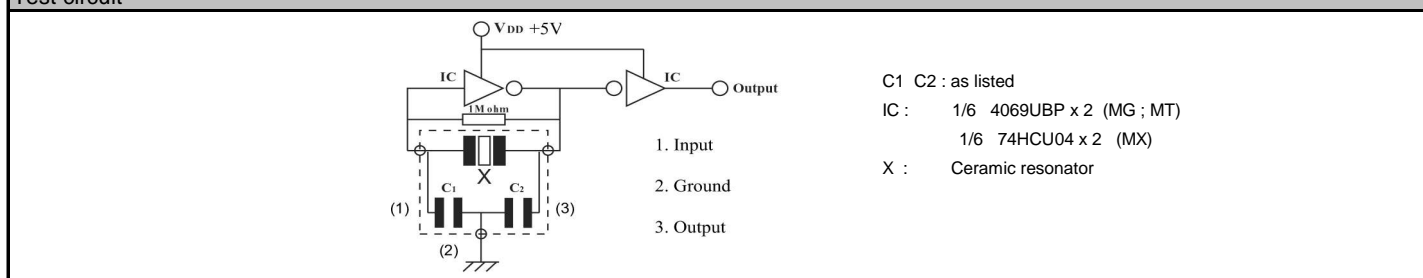 Test circuit
VDD +5V
IC
IC
Output
1M ohm
X
C1
C2
(1)
(2)
(3)
1. Input
2. Ground
3. Output
C1 C2 : as listed
IC : 1/6 4069UBP x 2 (MG ; MT)
1/6 74HCU04 x 2 (MX)
X : Ceramic resonator